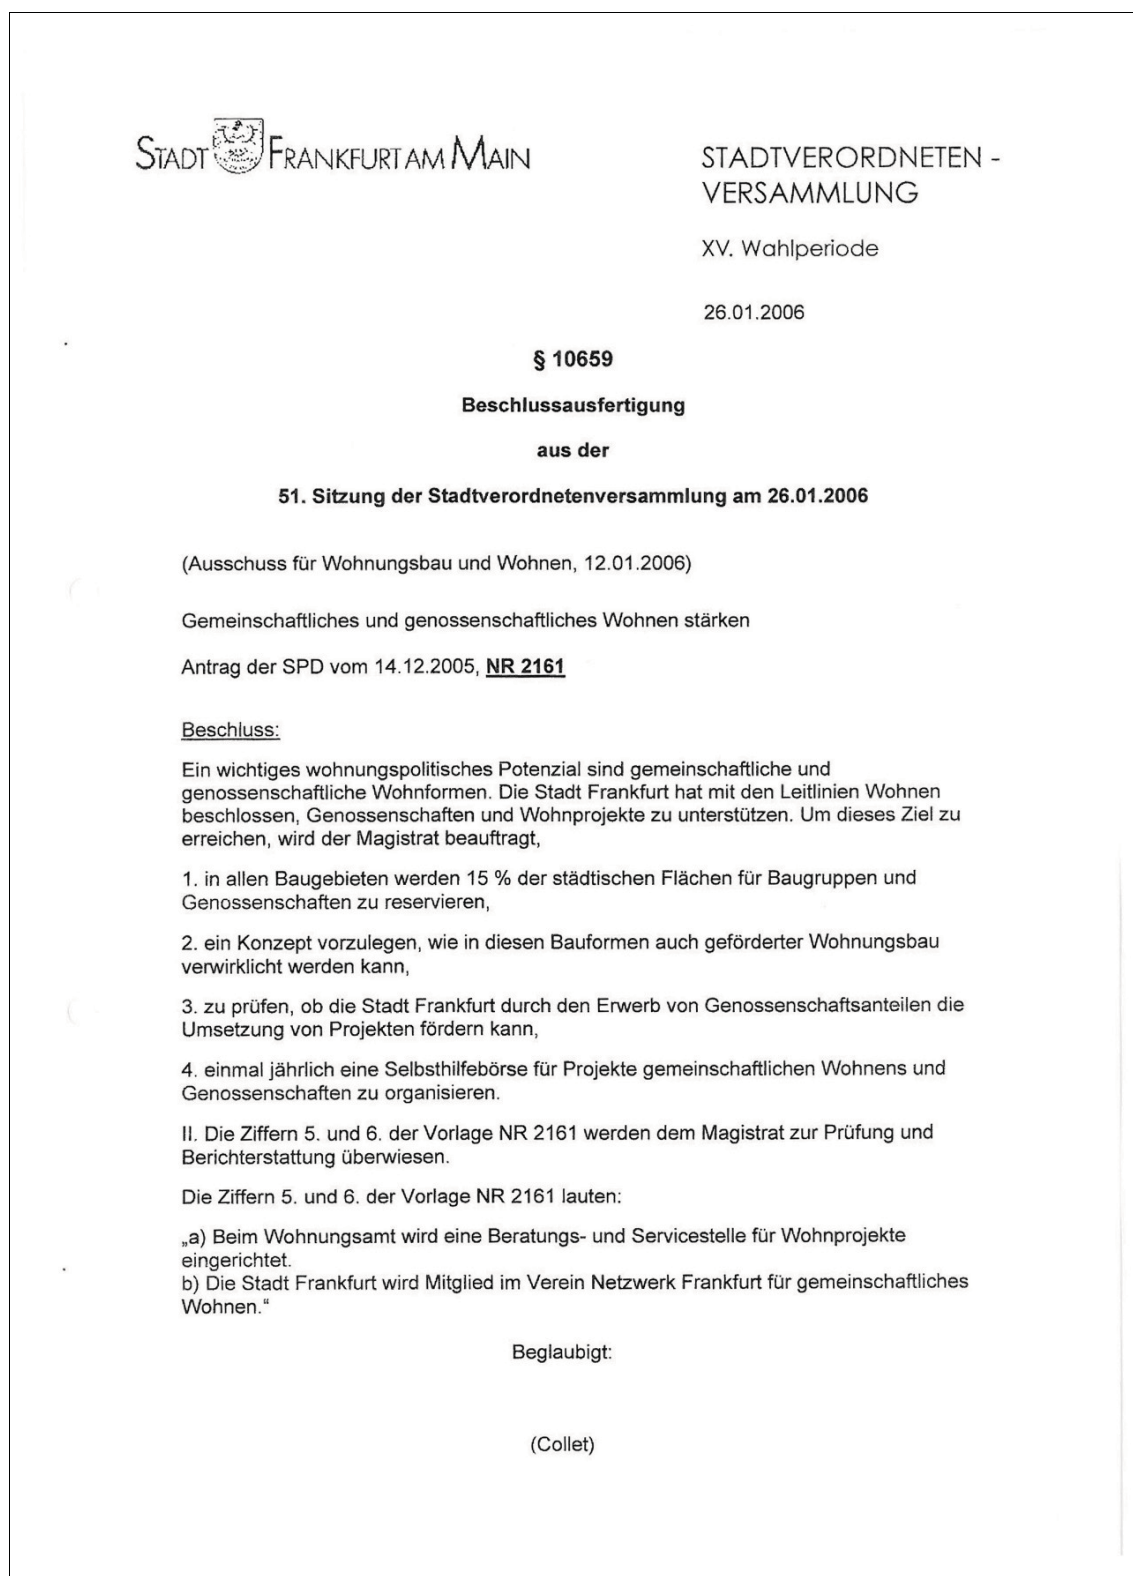 STADT FRANKFURT AM MAIN
STADTVERORDNETEN -
VERSAMMLUNG
XV. Wahlperiode
26.01.2006
§ 10659
Beschlussausfertigung
aus der
51. Sitzung der Stadtverordnetenversammlung am 26.01.2006
(Ausschuss für Wohnungsbau und Wohnen, 12.01.2006)
Gemeinschaftliches und genossenschaftliches Wohnen stärken
Antrag der SPD vom 14.12.2005, NR 2161
Beschluss:
Ein wichtiges wohnungspolitisches Potenzial sind gemeinschaftliche und
genossenschaftliche Wohnformen. Die Stadt Frankfurt hat mit den Leitlinien Wohnen
beschlossen, Genossenschaften und Wohnprojekte zu unterstützen. Um dieses Ziel zu
erreichen, wird der Magistrat beauftragt,
1. in allen Baugebieten werden 15 % der städtischen Flächen für Baugruppen und
Genossenschaften zu reservieren,
2. ein Konzept vorzulegen, wie in diesen Bauformen auch geförderter Wohnungsbau
verwirklicht werden kann,
3. zu prüfen, ob die Stadt Frankfurt durch den Erwerb von Genossenschaftsanteilen die
Umsetzung von Projekten fördern kann,
4. einmal jährlich eine Selbsthilfebörse für Projekte gemeinschaftlichen Wohnens und
Genossenschaften zu organisieren.
II. Die Ziffern 5. und 6. der Vorlage NR 2161 werden dem Magistrat zur Prüfung und
Berichterstattung überwiesen.
Die Ziffern 5. und 6. der Vorlage NR 2161 lauten:
„a) Beim Wohnungsamt wird eine Beratungs- und Servicestelle für Wohnprojekte
eingerichtet.
b) Die Stadt Frankfurt wird Mitglied im Verein Netzwerk Frankfurt für gemeinschaftliches
Wohnen.“
Beglaubigt:
(Collet)